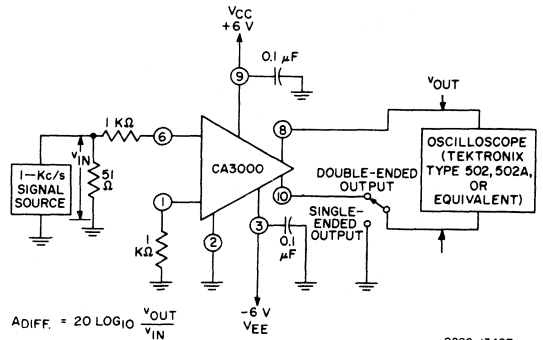 VCC
+6 V
0.1 µF
9
1 KΩ
6
8
VOUT
VIN
51
Ω
1-Kc/s
SIGNAL
SOURCE
CA3000
OSCILLOSCOPE
(TEKTRONIX
TYPE 502, 502A,
OR
EQUIVALENT)
DOUBLE-ENDED
OUTPUT
10
1
SINGLE-
ENDED
OUTPUT
1
KΩ
2
3
0.1
µF
-6 V
VEE
ADIFF. = 20 LOG10 vOUT
vIN